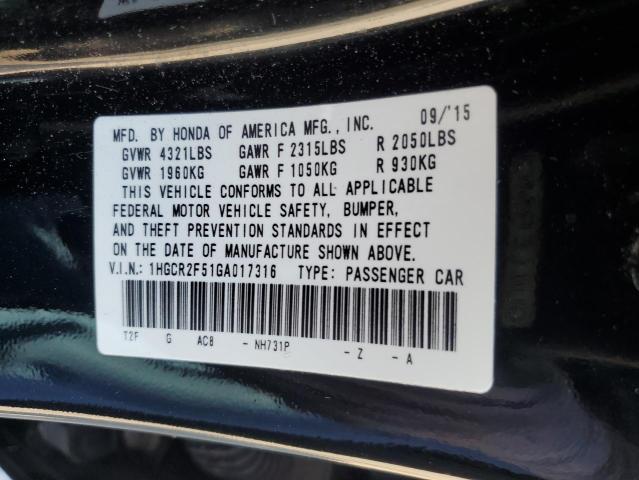 09/'15
MFD. BY HONDA OF AMERICA MFG., INC.
GVWR 4321LBS GAWR F 2315LBS R 2050LBS
GVWR 1960KG GAWR F 1050KG R 930KG
THIS VEHICLE CONFORMS TO ALL APPLICABLE
FEDERAL MOTOR VEHICLE SAFETY, BUMPER,
AND THEFT PREVENTION STANDARDS IN EFFECT
ON THE DATE OF MANUFACTURE SHOWN ABOVE.
V.I.N.: 1HGCR2F51GA017316 TYPE: PASSENGER CAR
T2F G AC8 - NH731P - Z - A